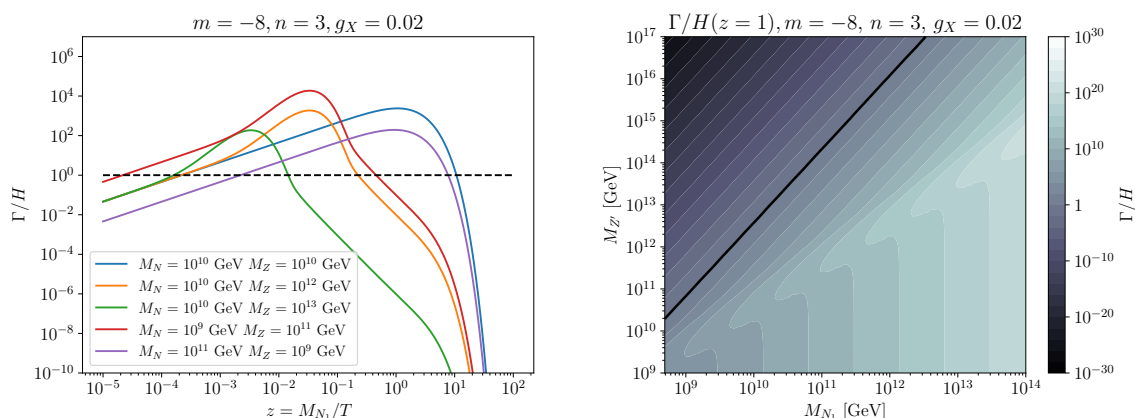 m = −8, n = 3, g_X = 0.02
10^6
10^4
10^2
10^0
10^{−2}
10^{−4}
10^{−6}
10^{−8}
10^{−10}
Γ/H
M_N = 10^{10} GeV M_Z = 10^{10} GeV
M_N = 10^{10} GeV M_Z = 10^{12} GeV
M_N = 10^{10} GeV M_Z = 10^{13} GeV
M_N = 10^9 GeV M_Z = 10^{11} GeV
M_N = 10^{11} GeV M_Z = 10^9 GeV
10^{−5} 10^{−4} 10^{−3} 10^{−2} 10^{−1} 10^0 10^1 10^2
z = M_{N_1}/T
Γ/H(z = 1), m = −8, n = 3, g_X = 0.02
10^{17}
10^{16}
10^{15}
10^{14}
10^{13}
10^{12}
10^{11}
10^{10}
10^9
M_{Z'} [GeV]
10^9 10^{10} 10^{11} 10^{12} 10^{13} 10^{14}
M_{N_1} [GeV]
10^{30}
10^{20}
10^{10}
1
10^{−10}
10^{−20}
10^{−30}
Γ/H